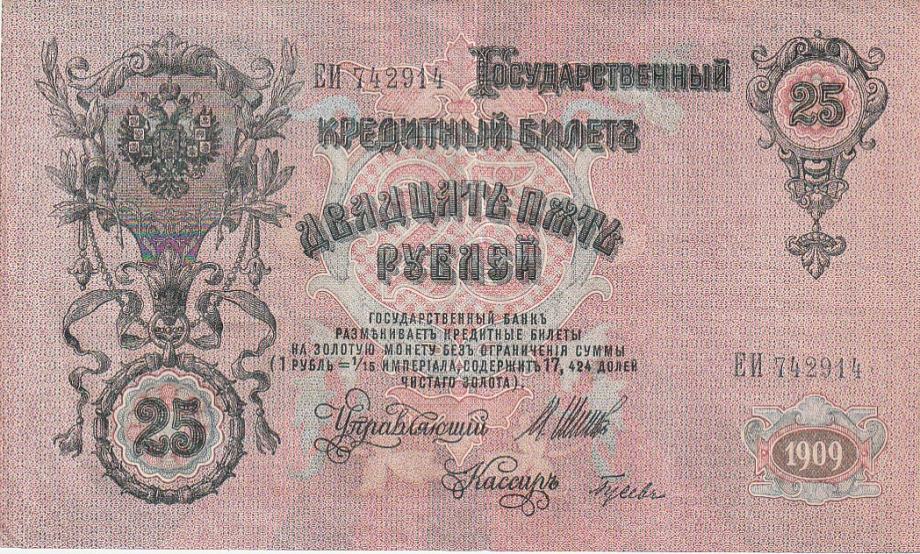 ЕИ 742914
Государственный
кредитный билетъ
25
двадцать пять
рублей
Государственный банкъ
размѣниваетъ кредитные билеты
на золотую монету безъ ограниченія суммы
(1 рубль = 1/15 имперіала, содержитъ 17, 424 долей
чистаго золота).
ЕИ 742914
25
Управляющій
Кассиръ
Гусевъ
1909